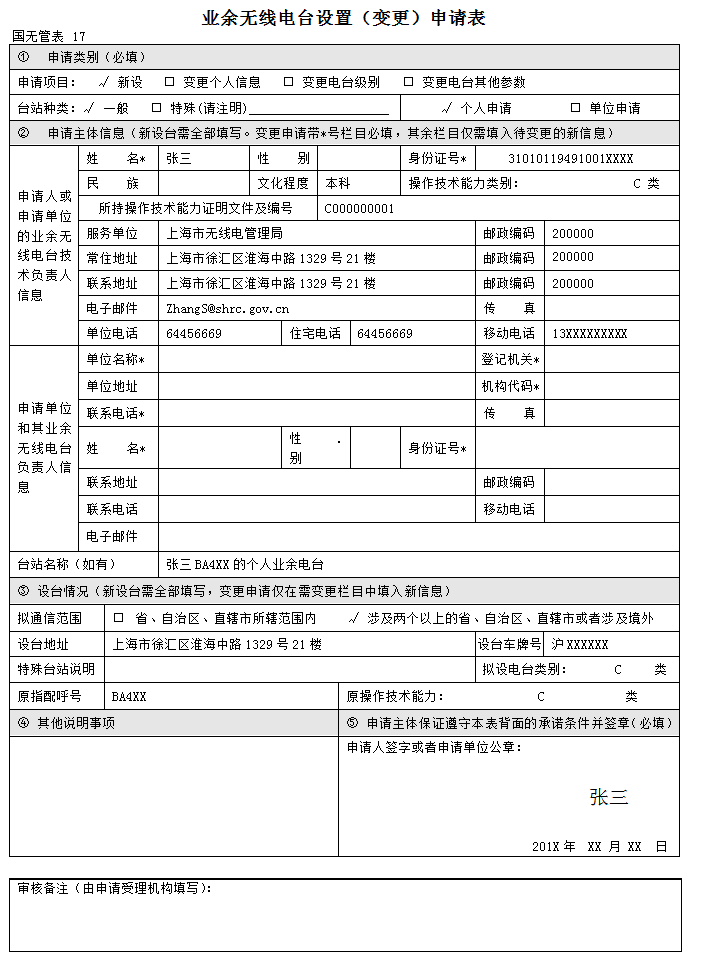 业余无线电台设置（变更）申请表
国无管表 17
① 申请类别（必填）
申请项目： √ 新设 □ 变更个人信息 □ 变更电台级别 □ 变更电台其他参数
台站种类：√ 一般 □ 特殊(请注明)____________________ √ 个人申请 □ 单位申请
② 申请主体信息（新设台需全部填写。变更申请带*号栏目必填，其余栏目仅需填入待变更的新信息）
申请人或申请单位的业余无线电台技术负责人信息
姓 名* 张三 性 别 身份证号* 31010119491001XXXX
民 族 文化程度 本科 操作技术能力类别： C 类
所持操作技术能力证明文件及编号 C000000001
服务单位 上海市无线电管理局 邮政编码 200000
常住地址 上海市徐汇区淮海中路 1329 号 21 楼 邮政编码 200000
联系地址 上海市徐汇区淮海中路 1329 号 21 楼 邮政编码 200000
电子邮件 ZhangS@shrc.gov.cn 传 真
单位电话 64456669 住宅电话 64456669 移动电话 13XXXXXXXXX
申请单位和其业余无线电台负责人信息
单位名称* 登记机关*
单位地址 机构代码*
联系电话* 传 真
姓 名* 性 . 别 身份证号*
联系地址 邮政编码
联系电话 移动电话
电子邮件
台站名称（如有） 张三 BA4XX 的个人业余电台
③ 设台情况（新设台需全部填写，变更申请仅在需变更栏目中填入新信息）
拟通信范围 □ 省、自治区、直辖市所辖范围内 √ 涉及两个以上的省、自治区、直辖市或者涉及境外
设台地址 上海市徐汇区淮海中路 1329 号 21 楼 设台车牌号 沪 XXXXXX
特殊台站说明 拟设电台类别： C 类
原指配呼号 BA4XX 原操作技术能力： C 类
④ 其他说明事项 ⑤ 申请主体保证遵守本表背面的承诺条件并签章（必填）
申请人签字或者申请单位公章：
张三
201X 年 XX 月 XX 日
审核备注（由申请受理机构填写）：